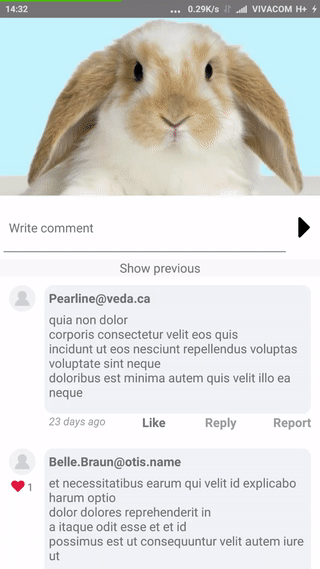 14:32 ... 0.29K/s VIVACOM H+
Write comment
Show previous
Pearline@veda.ca
quia non dolor
corporis consectetur velit eos quis
incidunt ut eos nesciunt repellendus voluptas
voluptate sint neque
doloribus est minima autem quis velit illo ea
neque
23 days ago Like Reply Report
Belle.Braun@otis.name
1
et necessitatibus earum qui velit id explicabo
harum optio
dolor dolores reprehenderit in
a itaque odit esse et et id
possimus est ut consequuntur velit autem iure
ut